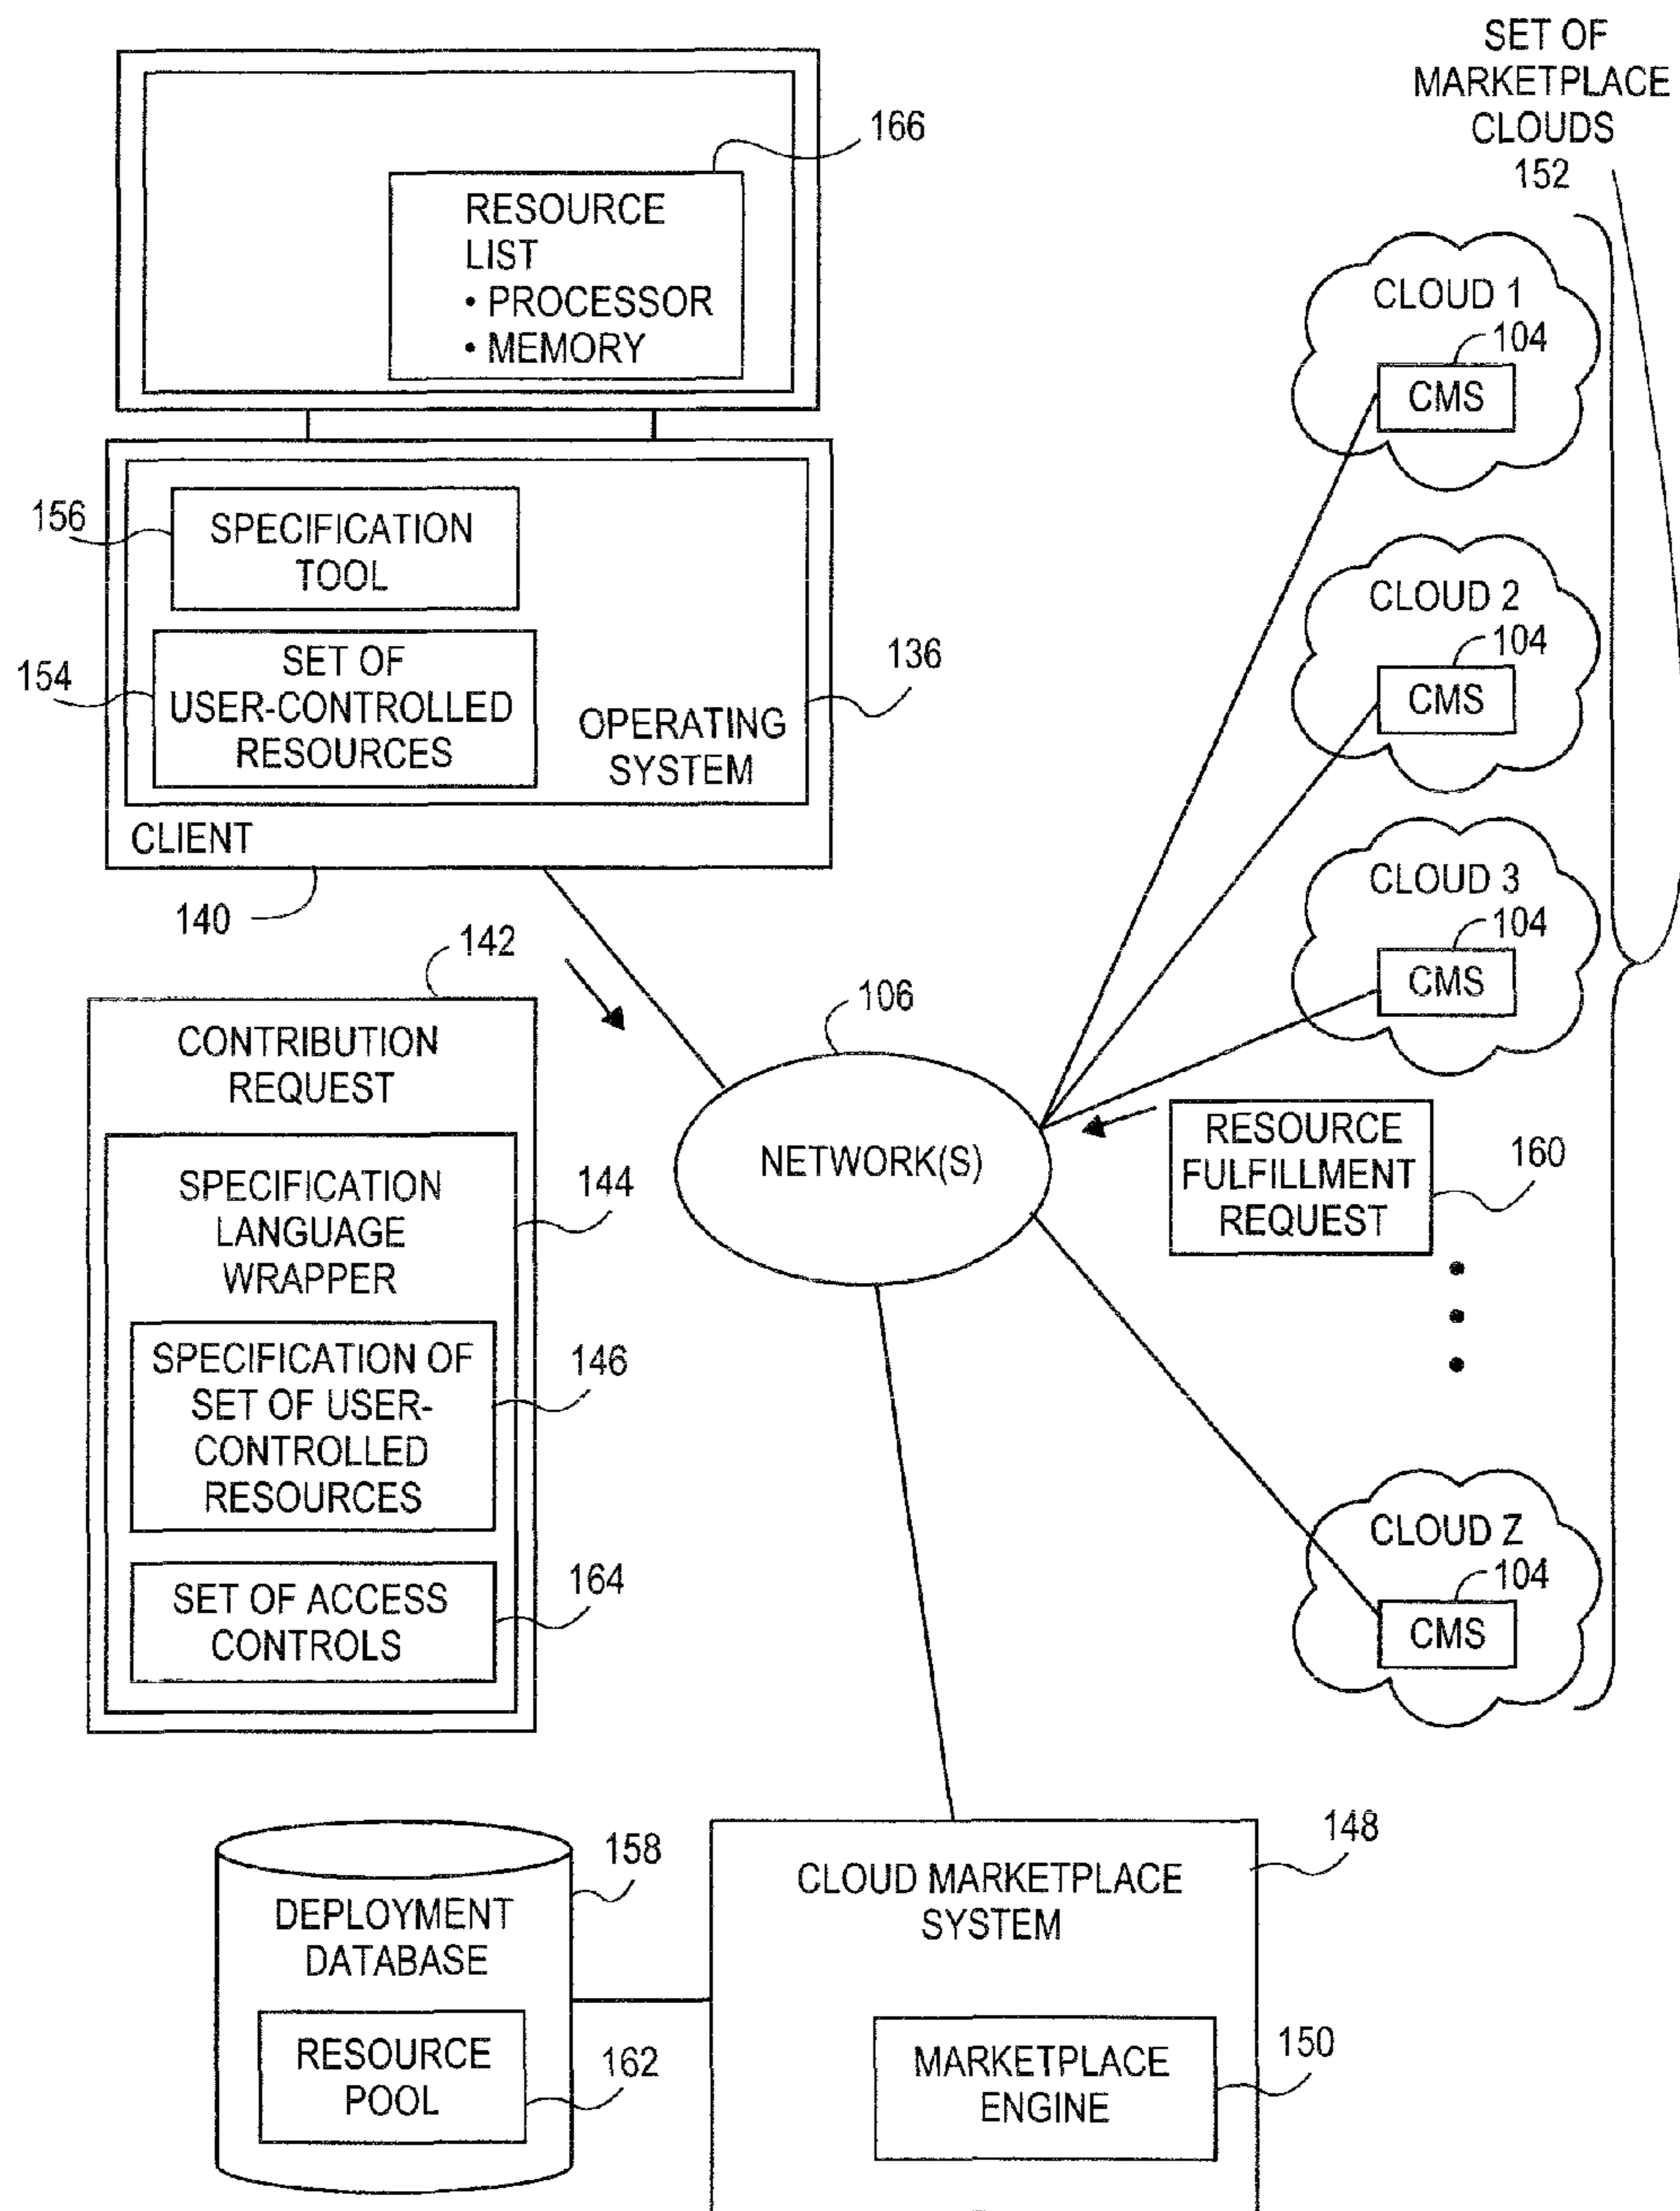 SET OF
MARKETPLACE
CLOUDS
152
166
RESOURCE
LIST
• PROCESSOR
• MEMORY
156
SPECIFICATION
TOOL
154
SET OF
USER-CONTROLLED
RESOURCES
136
OPERATING
SYSTEM
CLIENT
140
CLOUD 1
104
CMS
CLOUD 2
104
CMS
CLOUD 3
104
CMS
142
CONTRIBUTION
REQUEST
SPECIFICATION
LANGUAGE
WRAPPER
144
SPECIFICATION OF
SET OF USER-
CONTROLLED
RESOURCES
146
SET OF ACCESS
CONTROLS
164
106
NETWORK(S)
RESOURCE
FULFILLMENT
REQUEST
160
CLOUD Z
104
CMS
158
DEPLOYMENT
DATABASE
RESOURCE
POOL
162
148
CLOUD MARKETPLACE
SYSTEM
MARKETPLACE
ENGINE
150